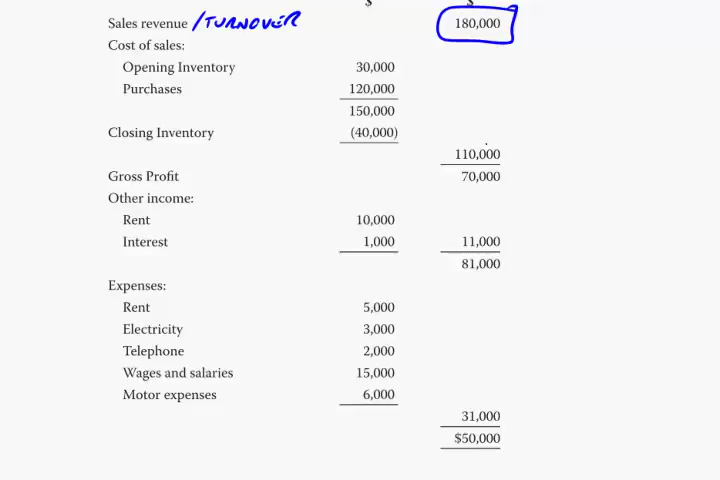 $ $
Sales revenue /TURNOVER 180,000
Cost of sales:
Opening Inventory 30,000
Purchases 120,000
150,000
Closing Inventory (40,000)
110,000
Gross Profit 70,000
Other income:
Rent 10,000
Interest 1,000 11,000
81,000
Expenses:
Rent 5,000
Electricity 3,000
Telephone 2,000
Wages and salaries 15,000
Motor expenses 6,000
31,000
$50,000